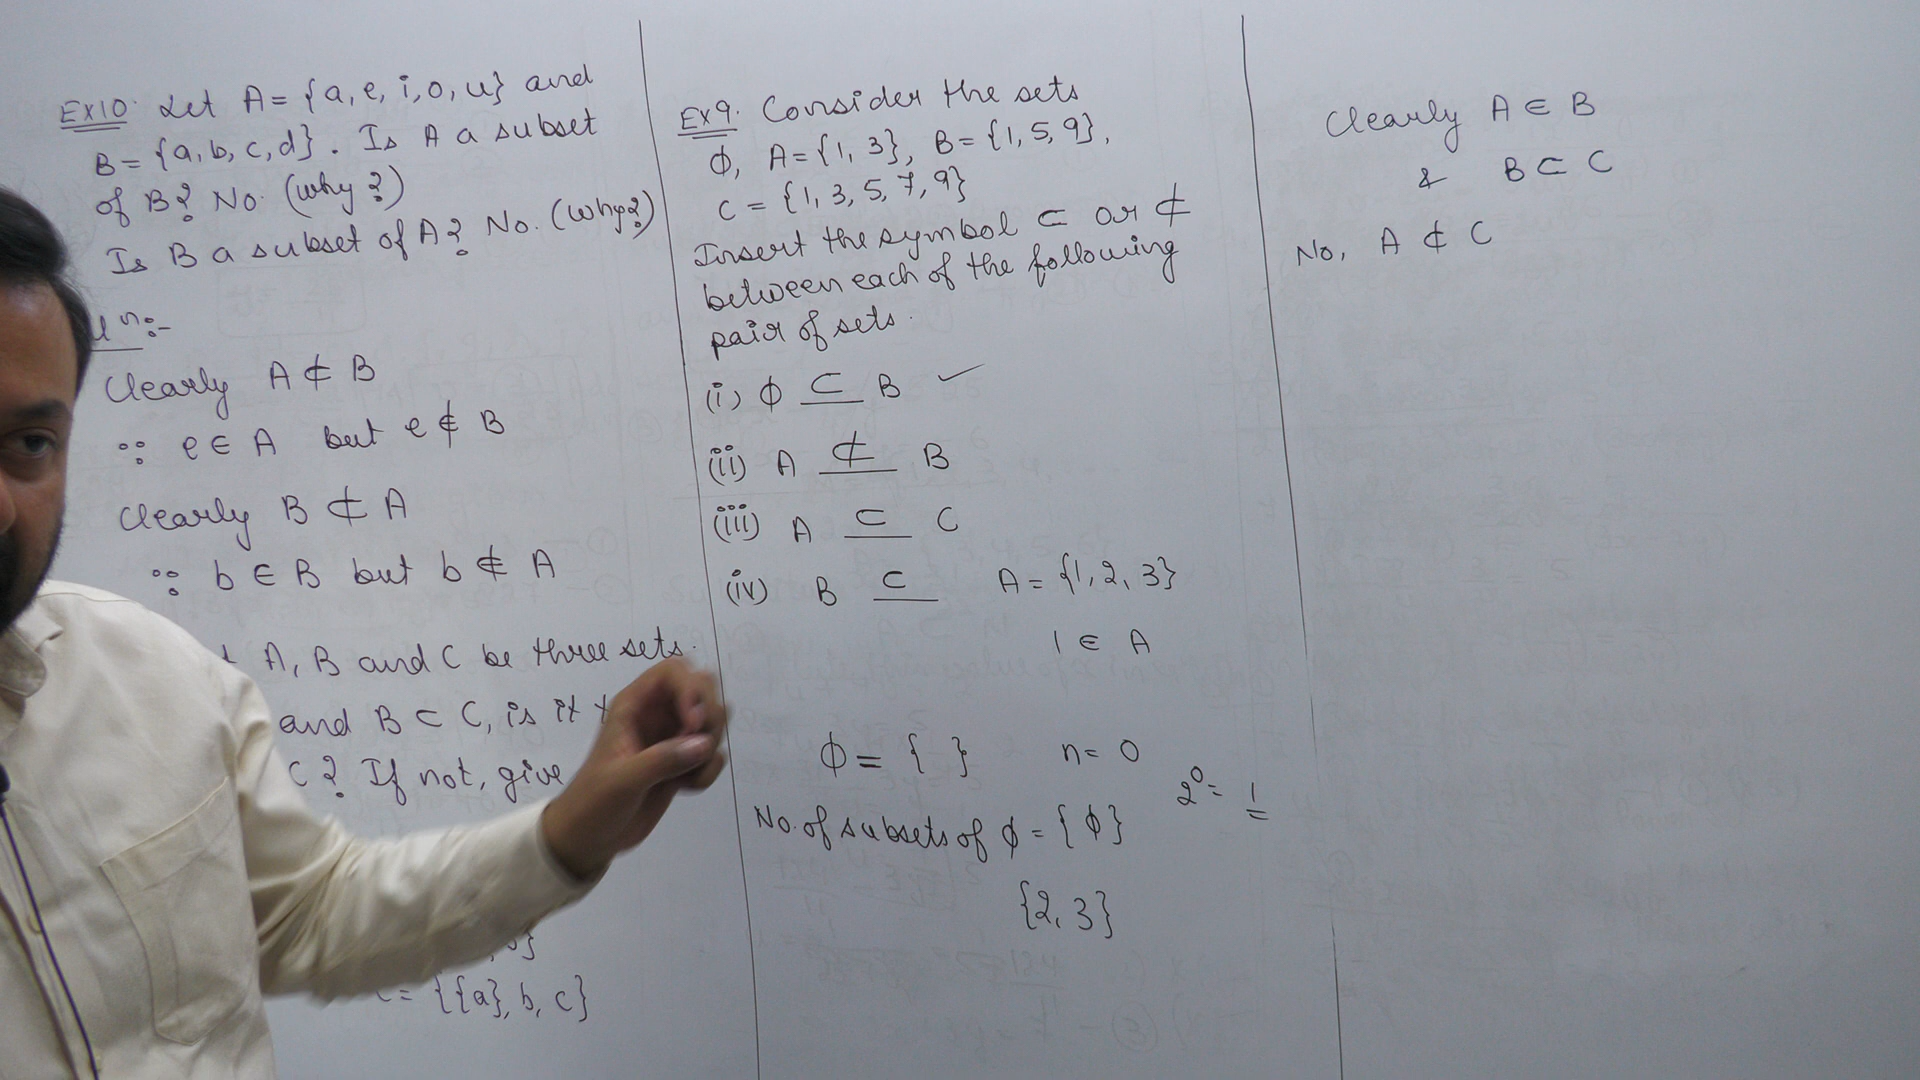 Ex10. Let A = {a, e, i, o, u} and
B = {a, b, c, d}. Is A a subset
of B? No. (why?)
Is B a subset of A? No. (why?)
n:-
Clearly A ⊄ B
∵ e ∈ A but e ∉ B
Clearly B ⊄ A
∵ b ∈ B but b ∉ A
A, B and C be three sets.
and B ⊂ C, is it
C? If not, give
C = {{a}, b, c}
Ex9. Consider the sets
ϕ, A = {1, 3}, B = {1, 5, 9},
C = {1, 3, 5, 7, 9}
Insert the symbol ⊂ or ⊄
between each of the following
pair of sets.
(i) ϕ ⊂ B ✓
(ii) A ⊄ B
(iii) A ⊂ C
(iv) B ⊂
A = {1, 2, 3}
1 ∈ A
ϕ = { } n = 0
2⁰ = 1
No. of subsets of ϕ = {ϕ}
{2, 3}
Clearly A ∈ B
& B ⊂ C
No, A ⊄ C